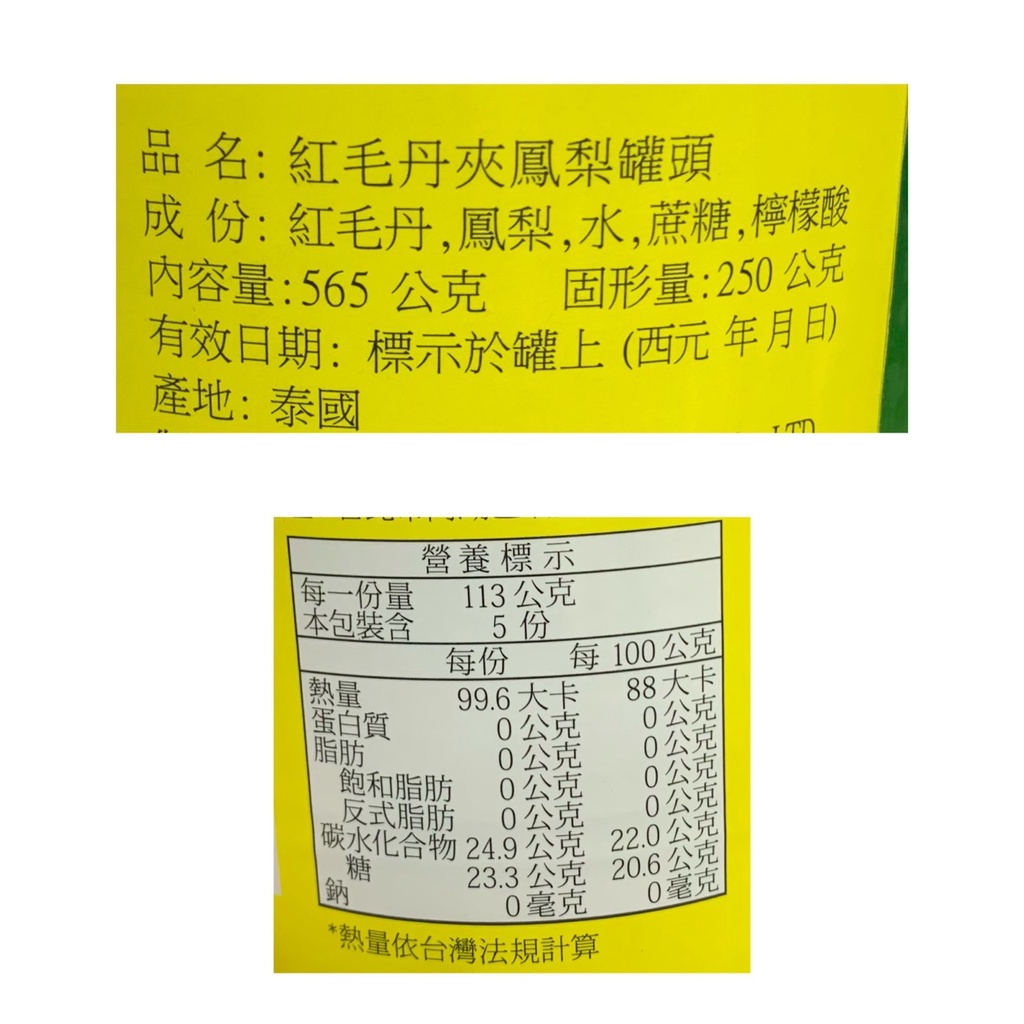 品 名: 紅毛丹夾鳳梨罐頭
成 份: 紅毛丹,鳳梨,水,蔗糖,檸檬酸
內容量:565 公克 固形量:250 公克
有效日期: 標示於罐上 (西元 年 月 日)
產地: 泰國
LTD
營養標示
每一份量 113 公克
本包裝含 5 份
每份 每 100 公克
熱量 99.6 大卡 88 大卡
蛋白質 0 公克 0 公克
脂肪 0 公克 0 公克
飽和脂肪 0 公克 0 公克
反式脂肪 0 公克 0 公克
碳水化合物 24.9 公克 22.0 公克
糖 23.3 公克 20.6 公克
鈉 0 毫克 0 毫克
*熱量依台灣法規計算